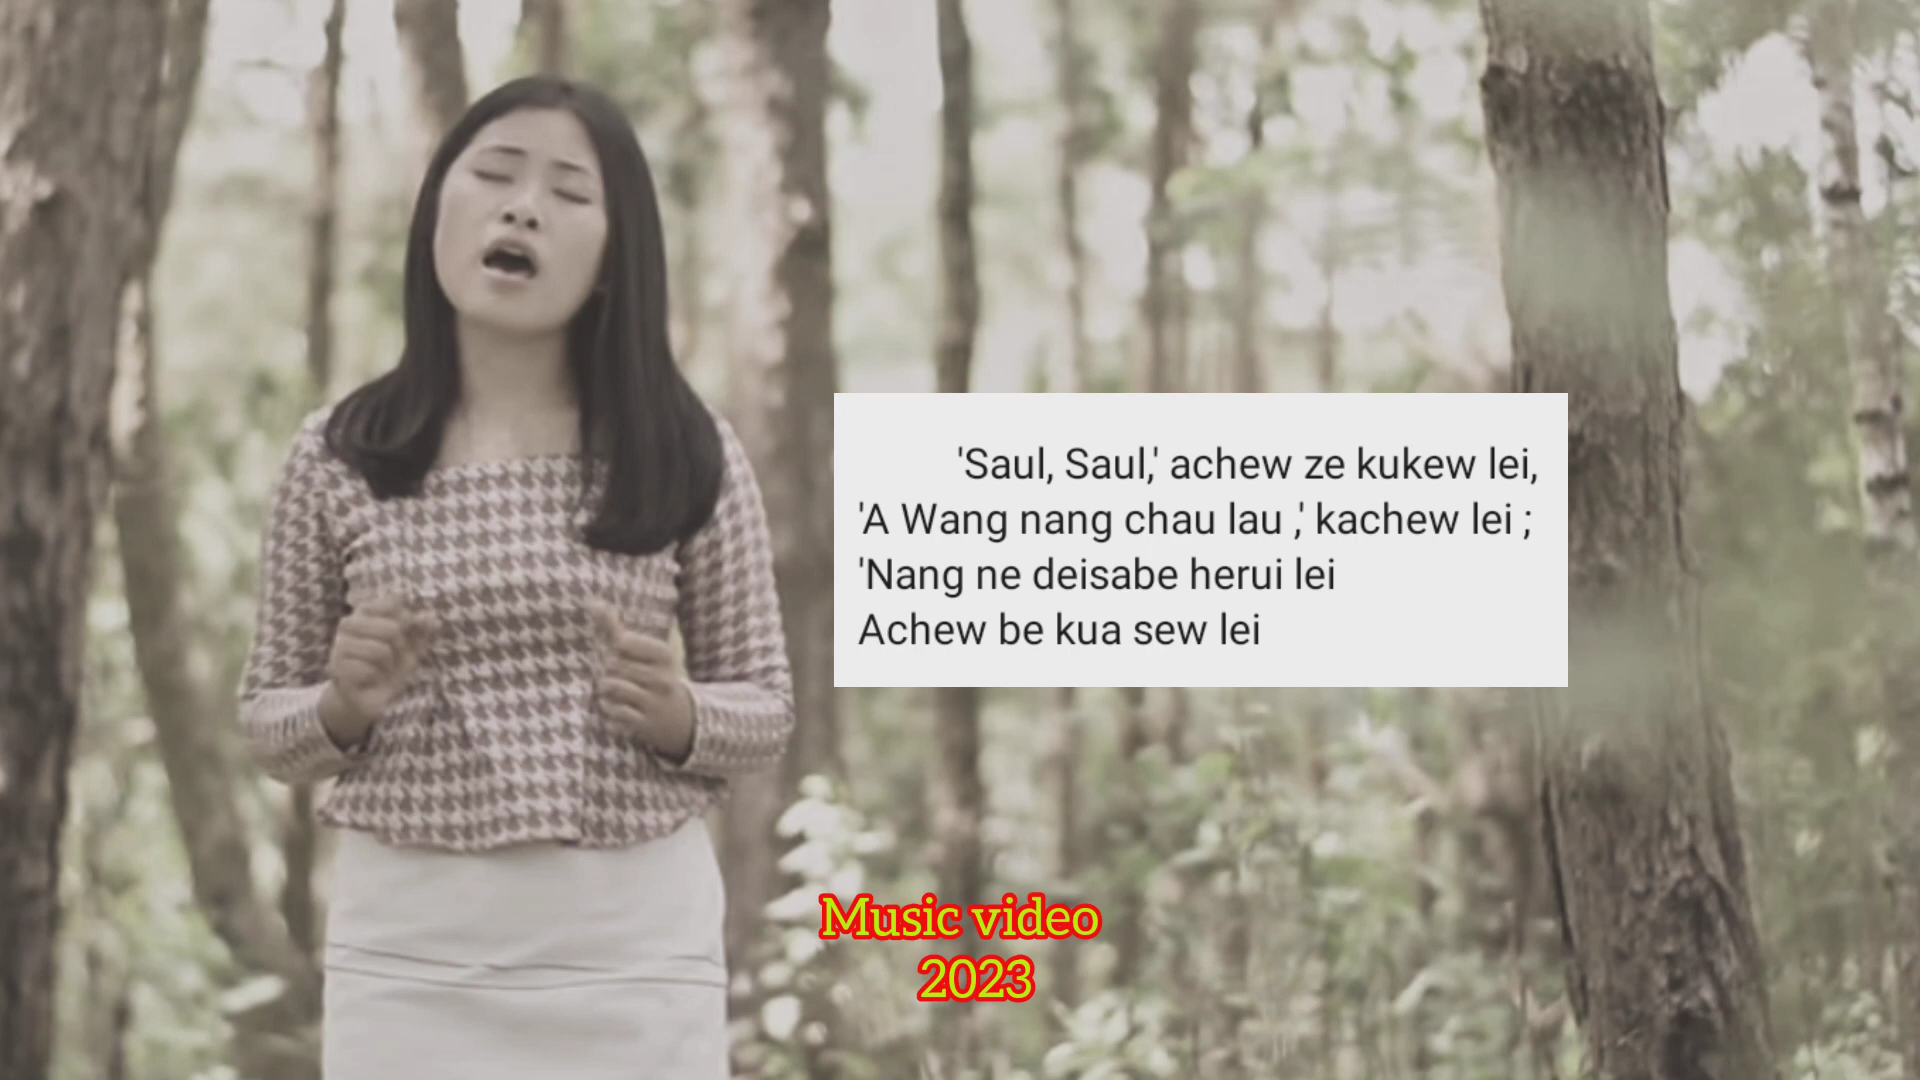 'Saul, Saul,' achew ze kukew lei,
'A Wang nang chau lau ,' kachew lei ;
'Nang ne deisabe herui lei
Achew be kua sew lei
Music video
2023